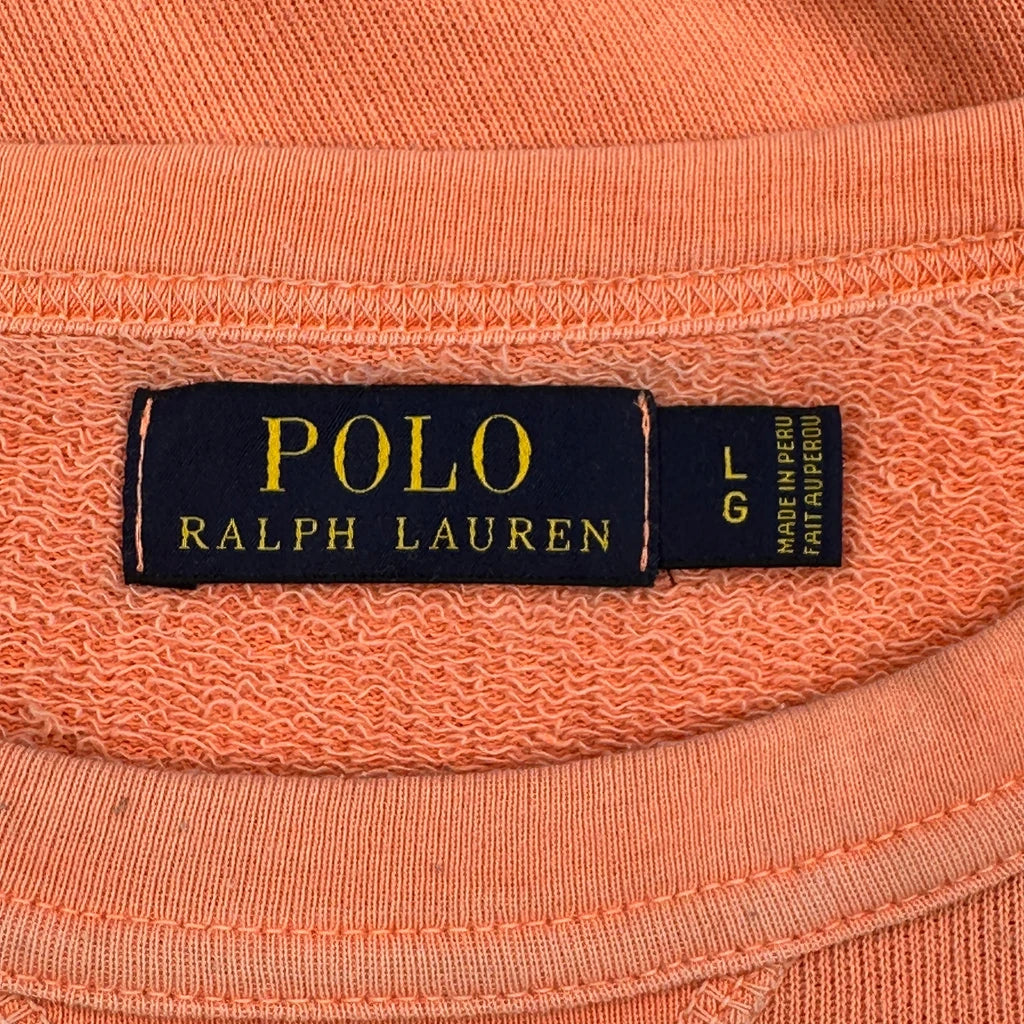 POLO
RALPH LAUREN
L
G
MADE IN PERU
FAIT AU PEROU